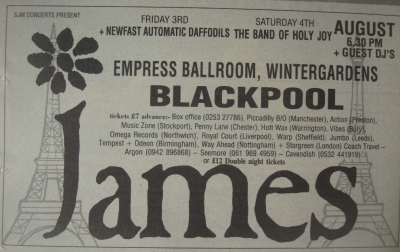 SJM CONCERTS PRESENT
FRIDAY 3RD
+ NEWFAST AUTOMATIC DAFFODILS
SATURDAY 4TH
THE BAND OF HOLY JOY
AUGUST
6.30 PM
+ GUEST DJ'S
EMPRESS BALLROOM, WINTERGARDENS
BLACKPOOL
tickets £7 advance:- Box office (0253 27786), Piccadilly B/O (Manchester), Action (Preston),
Music Zone (Stockport), Penny Lane (Chester), Hott Wax (Warrington), Vibes (Bury),
Omega Records (Northwich), Royal Court (Liverpool), Warp (Sheffield), Jumbo (Leeds),
Tempest + Odeon (Birmingham), Way Ahead (Nottingham) + Stargreen (London) Coach Travel –
Argon (0942 896868) – Seemore (061 969 4959) – Cavendish (0532 441919)
or £12 Double night tickets
James